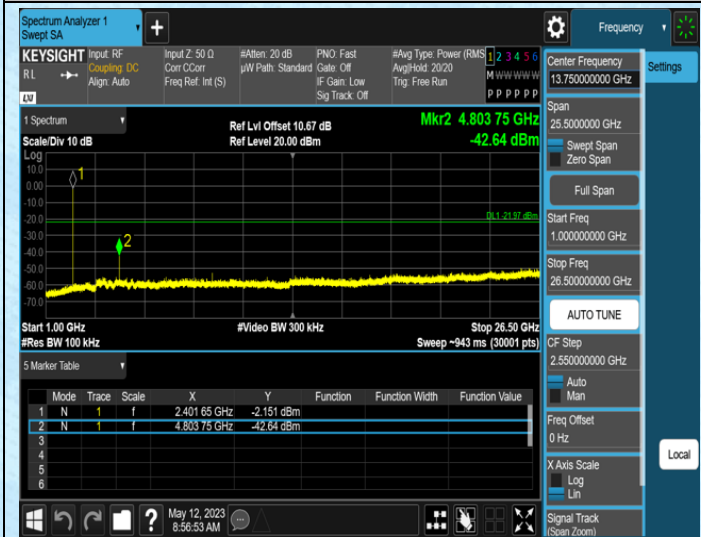 Spectrum Analyzer 1
Swept SA
+
Frequency
KEYSIGHT
RL
LXI
Input: RF
Coupling: DC
Align: Auto
Input Z: 50 Ω
Corr CCorr
Freq Ref: Int (S)
#Atten: 20 dB
µW Path: Standard
PNO: Fast
Gate: Off
IF Gain: Low
Sig Track: Off
#Avg Type: Power (RMS
Avg|Hold: 20/20
Trig: Free Run
1 2 3 4 5 6
M W W W W W
P P P P P P
1 Spectrum
Scale/Div 10 dB
Ref Lvl Offset 10.67 dB
Ref Level 20.00 dBm
Mkr2 4.803 75 GHz
-42.64 dBm
Log
10.0
0.00
-10.0
-20.0
-30.0
-40.0
-50.0
-60.0
-70.0
1
2
DL1 -21.97 dBm
Start 1.00 GHz
#Res BW 100 kHz
#Video BW 300 kHz
Stop 26.50 GHz
Sweep ~943 ms (30001 pts)
5 Marker Table
Mode Trace Scale X Y Function Function Width Function Value
1 N 1 f 2.401 65 GHz -2.151 dBm
2 N 1 f 4.803 75 GHz -42.64 dBm
3
4
5
6
?
May 12, 2023
8:56:53 AM
Center Frequency
13.750000000 GHz
Settings
Span
25.5000000 GHz
Swept Span
Zero Span
Full Span
Start Freq
1.000000000 GHz
Stop Freq
26.500000000 GHz
AUTO TUNE
CF Step
2.550000000 GHz
Auto
Man
Freq Offset
0 Hz
X Axis Scale
Log
Lin
Local
Signal Track
(Span Zoom)